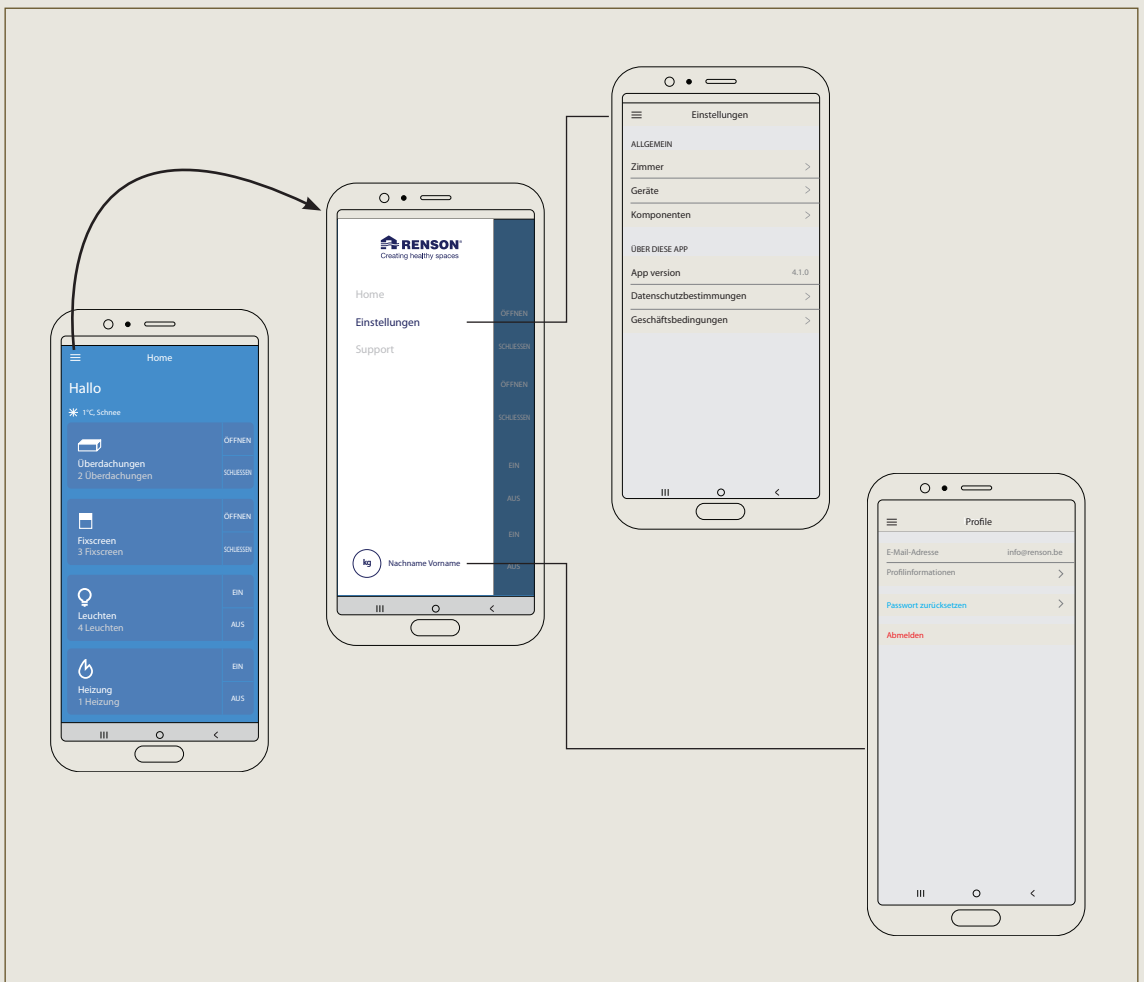 Home
Hallo
1°C, Schnee
Überdachungen
2 Überdachungen
ÖFFNEN
SCHLIESSEN
Fixscreen
3 Fixscreen
ÖFFNEN
SCHLIESSEN
Leuchten
4 Leuchten
EIN
AUS
Heizung
1 Heizung
EIN
AUS
RENSON®
Creating healthy spaces
Home
Einstellungen
Support
ÖFFNEN
SCHLIESSEN
ÖFFNEN
SCHLIESSEN
EIN
AUS
EIN
AUS
kg Nachname Vorname
Einstellungen
ALLGEMEIN
Zimmer
Geräte
Komponenten
ÜBER DIESE APP
App version 4.1.0
Datenschutzbestimmungen
Geschäftsbedingungen
Profile
E-Mail-Adresse info@renson.be
Profilinformationen
Passwort zurücksetzen
Abmelden